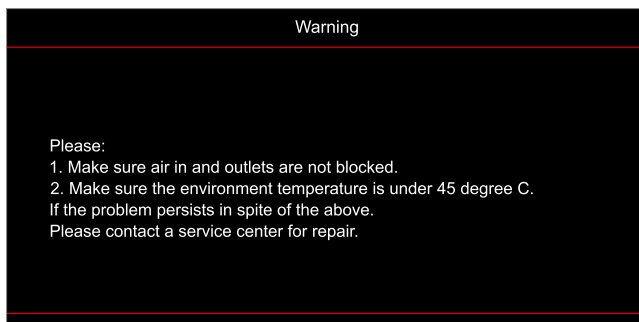 Warning
Please:
1. Make sure air in and outlets are not blocked.
2. Make sure the environment temperature is under 45 degree C.
If the problem persists in spite of the above.
Please contact a service center for repair.